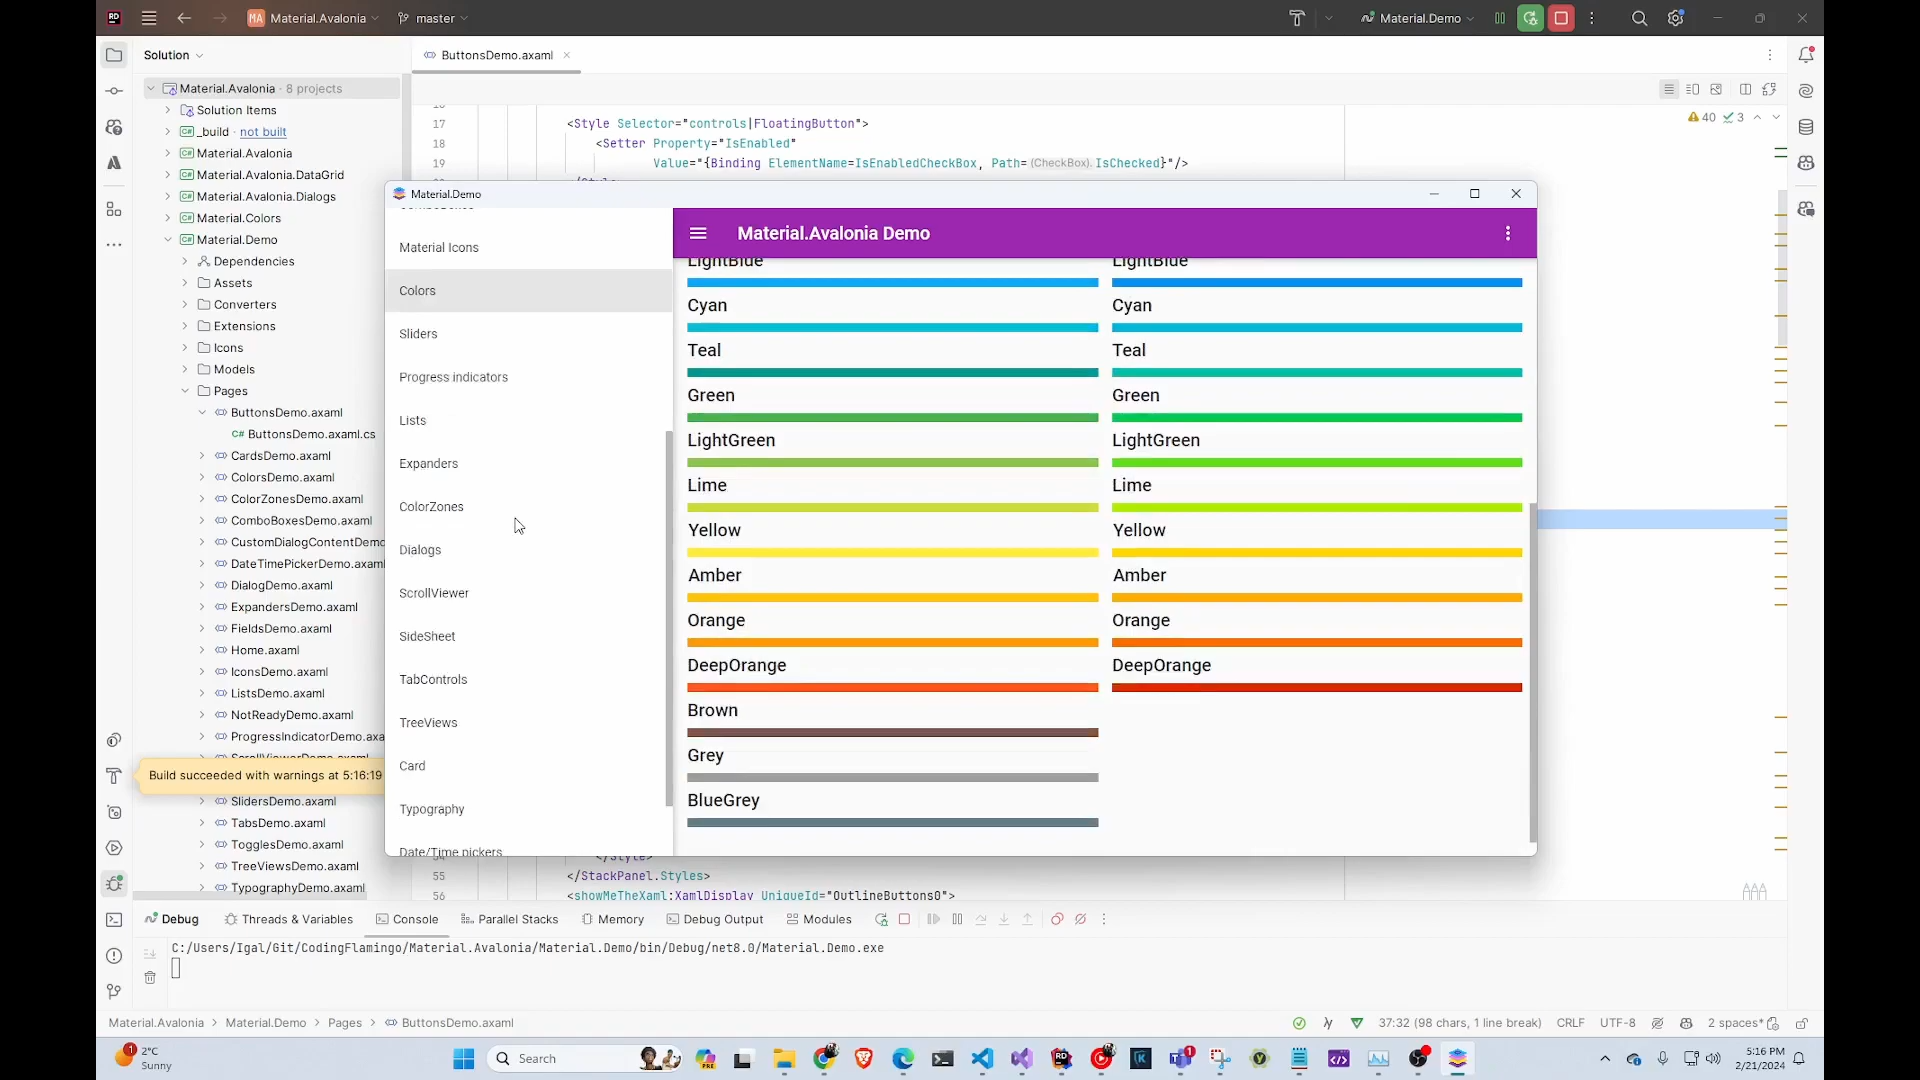 MA Material.Avalonia
master
Material.Demo
Solution
ButtonsDemo.axaml
Material.Avalonia · 8 projects
Solution Items
_build · not built
Material.Avalonia
Material.Avalonia.DataGrid
Material.Avalonia.Dialogs
Material.Colors
Material.Demo
Dependencies
Assets
Converters
Extensions
Icons
Models
Pages
ButtonsDemo.axaml
C# ButtonsDemo.axaml.cs
CardsDemo.axaml
ColorsDemo.axaml
ColorZonesDemo.axaml
ComboBoxesDemo.axaml
CustomDialogContentDemo
DateTimePickerDemo.axaml
DialogDemo.axaml
ExpandersDemo.axaml
FieldsDemo.axaml
Home.axaml
IconsDemo.axaml
ListsDemo.axaml
NotReadyDemo.axaml
ProgressIndicatorDemo.axa
Build succeeded with warnings at 5:16:19
SlidersDemo.axaml
TabsDemo.axaml
TogglesDemo.axaml
TreeViewsDemo.axaml
TypographyDemo.axaml
17 <Style Selector="controls|FloatingButton">
18 <Setter Property="IsEnabled"
19 Value="{Binding ElementName=IsEnabledCheckBox, Path=(CheckBox).IsChecked}"/>
40 3
Material.Demo
Material Icons
Colors
Sliders
Progress indicators
Lists
Expanders
ColorZones
Dialogs
ScrollViewer
SideSheet
TabControls
TreeViews
Card
Typography
Date/Time pickers
Material.Avalonia Demo
LightBlue LightBlue
Cyan Cyan
Teal Teal
Green Green
LightGreen LightGreen
Lime Lime
Yellow Yellow
Amber Amber
Orange Orange
DeepOrange DeepOrange
Brown
Grey
BlueGrey
54 </Style>
55 </StackPanel.Styles>
56 <showMeTheXaml:XamlDisplay UniqueId="OutlineButtons0">
Debug Threads & Variables Console Parallel Stacks Memory Debug Output Modules
C:/Users/Igal/Git/CodingFlamingo/Material.Avalonia/Material.Demo/bin/Debug/net8.0/Material.Demo.exe
Material.Avalonia > Material.Demo > Pages > ButtonsDemo.axaml
37:32 (98 chars, 1 line break) CRLF UTF-8 2 spaces*
1 2°C
Sunny
Search
PRE
5:16 PM
2/21/2024